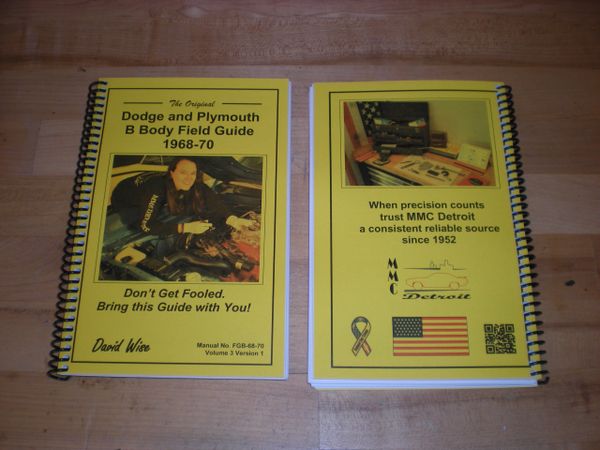 The Original
Dodge and Plymouth
B Body Field Guide
1968-70
Don't Get Fooled.
Bring this Guide with You!
David Wise
Manual No. FGB-68-70
Volume 3 Version 1
When precision counts
trust MMC Detroit
a consistent reliable source
since 1952
MMC
Detroit